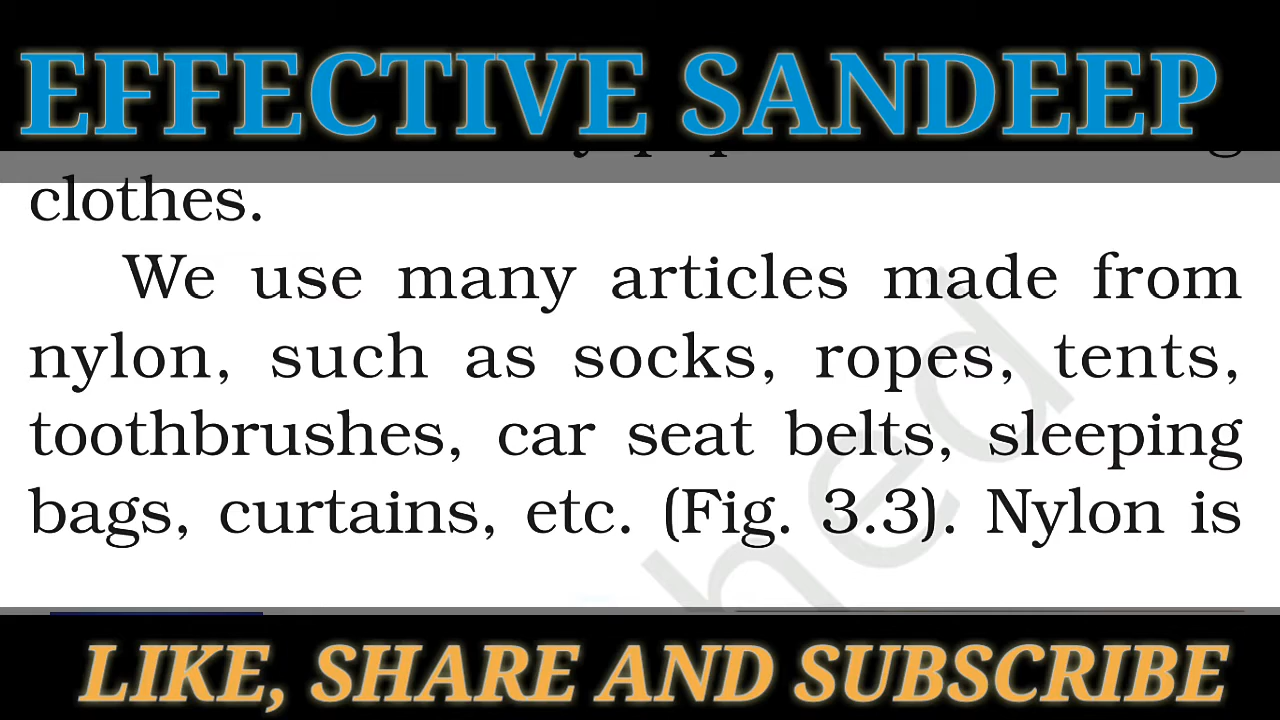 EFFECTIVE SANDEEP
clothes.
We use many articles made from
nylon, such as socks, ropes, tents,
toothbrushes, car seat belts, sleeping
bags, curtains, etc. (Fig. 3.3). Nylon is
hed
LIKE, SHARE AND SUBSCRIBE